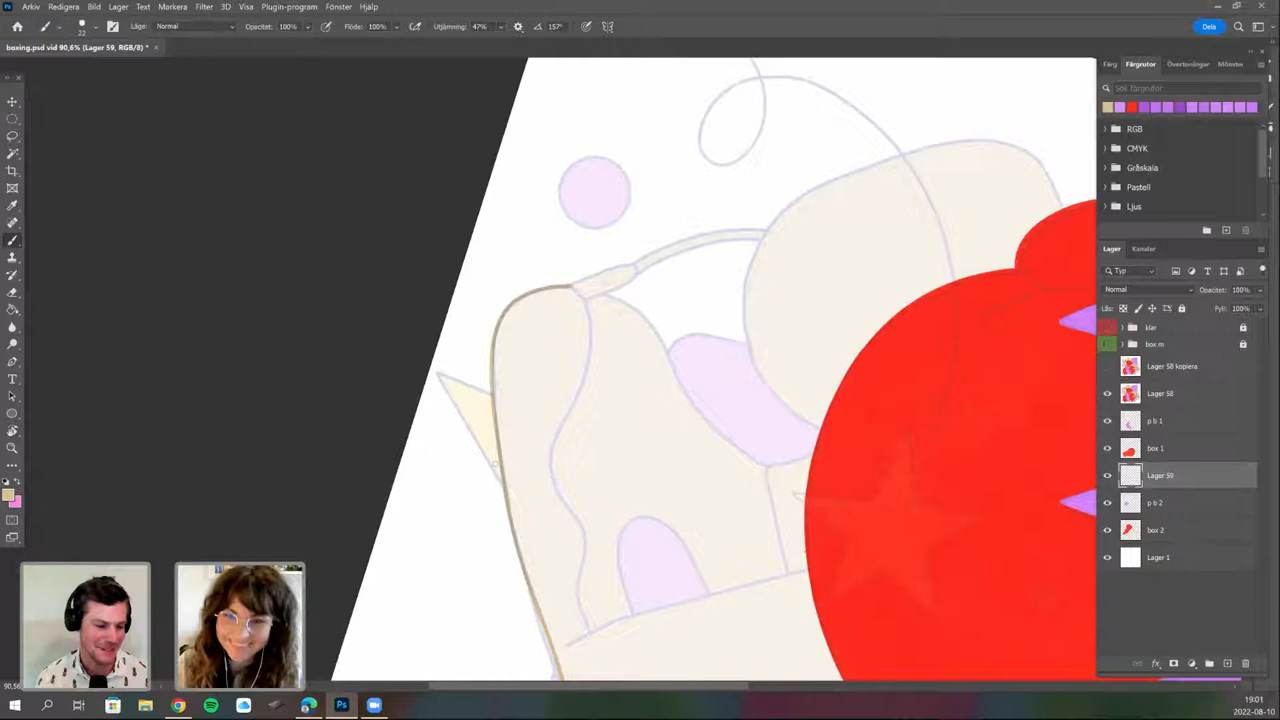 Arkiv Redigera Bild Lager Text Markera Filter 3D Visa Plugin-program Fönster Hjälp
22 Läge: Normal Opacitet: 100% Flöde: 100% Utjämning: 47% 157° Dela
boxing.psd vid 90,6% (Lager 59, RGB/8) *
Färg Färgrutor Övertoningar Mönster
Sök färgrutor
RGB
CMYK
Gråskala
Pastell
Ljus
Lager Kanaler
Typ
Normal Opacitet: 100%
Lås: Fyll: 100%
klar
box m
Lager 58 kopiera
Lager 58
p b 1
box 1
Lager 59
p b 2
box 2
Lager 1
19:01
2022-08-10